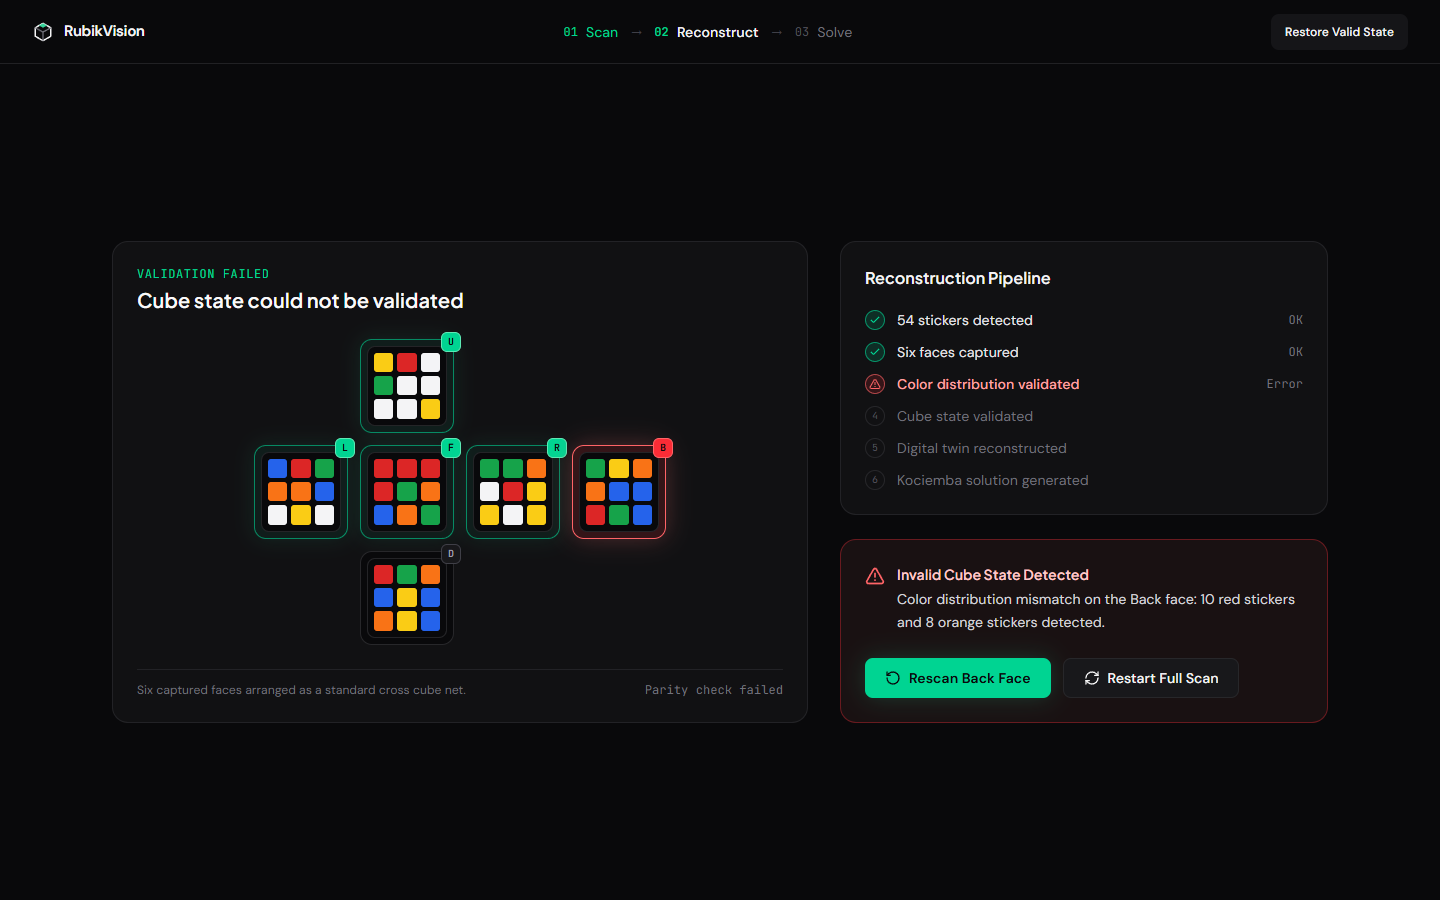 RubikVision
01 Scan → 02 Reconstruct → 03 Solve
Restore Valid State
VALIDATION FAILED
Cube state could not be validated
U
L
F
R
B
D
Six captured faces arranged as a standard cross cube net.
Parity check failed
Reconstruction Pipeline
54 stickers detected OK
Six faces captured OK
Color distribution validated Error
4 Cube state validated
5 Digital twin reconstructed
6 Kociemba solution generated
Invalid Cube State Detected
Color distribution mismatch on the Back face: 10 red stickers
and 8 orange stickers detected.
Rescan Back Face
Restart Full Scan